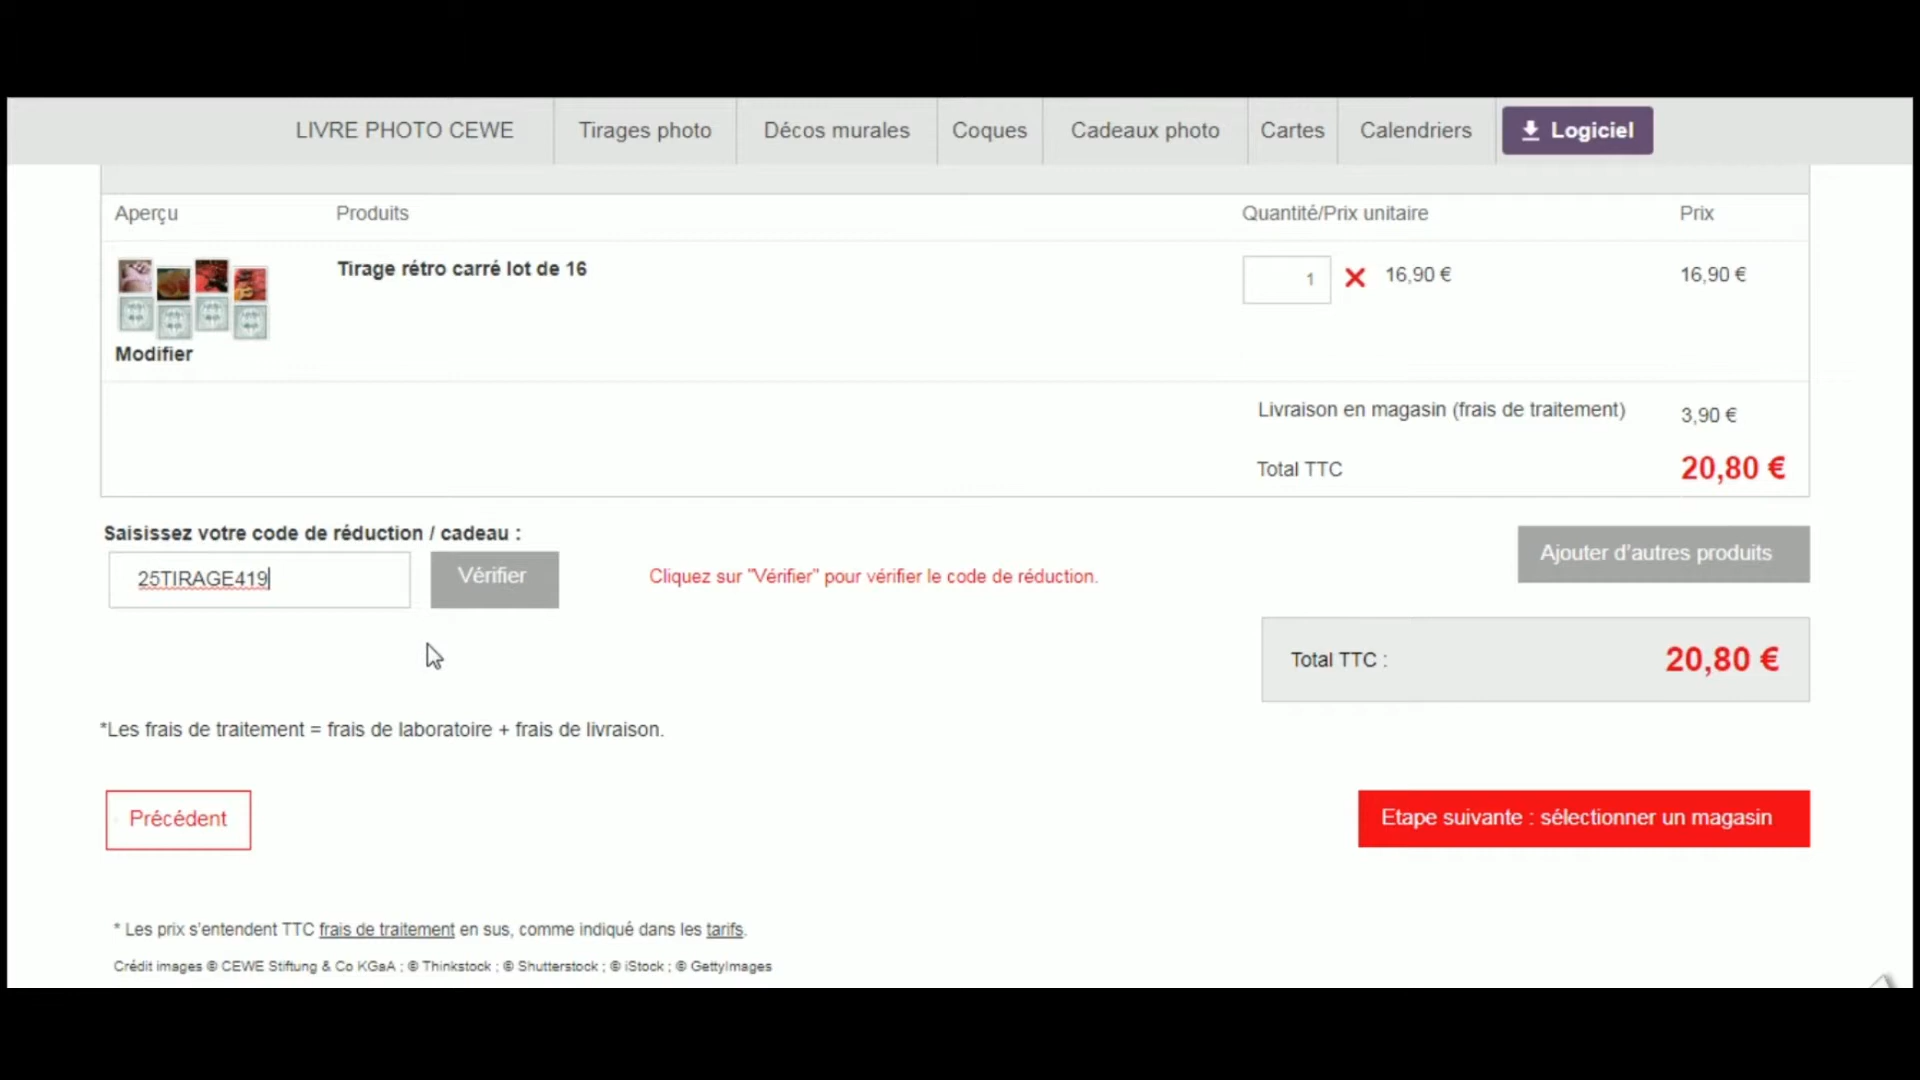 LIVRE PHOTO CEWE Tirages photo Décos murales Coques Cadeaux photo Cartes Calendriers Logiciel
Aperçu Produits Quantité/Prix unitaire Prix
Tirage rétro carré lot de 16 1 16,90 € 16,90 €
Modifier
Livraison en magasin (frais de traitement) 3,90 €
Total TTC 20,80 €
Saisissez votre code de réduction / cadeau :
25TIRAGE419 Vérifier Cliquez sur "Vérifier" pour vérifier le code de réduction.
Ajouter d'autres produits
Total TTC : 20,80 €
*Les frais de traitement = frais de laboratoire + frais de livraison.
Précédent Etape suivante : sélectionner un magasin
* Les prix s'entendent TTC frais de traitement en sus, comme indiqué dans les tarifs.
Crédit images © CEWE Stiftung & Co KGaA ; © Thinkstock ; © Shutterstock ; © iStock ; © GettyImages